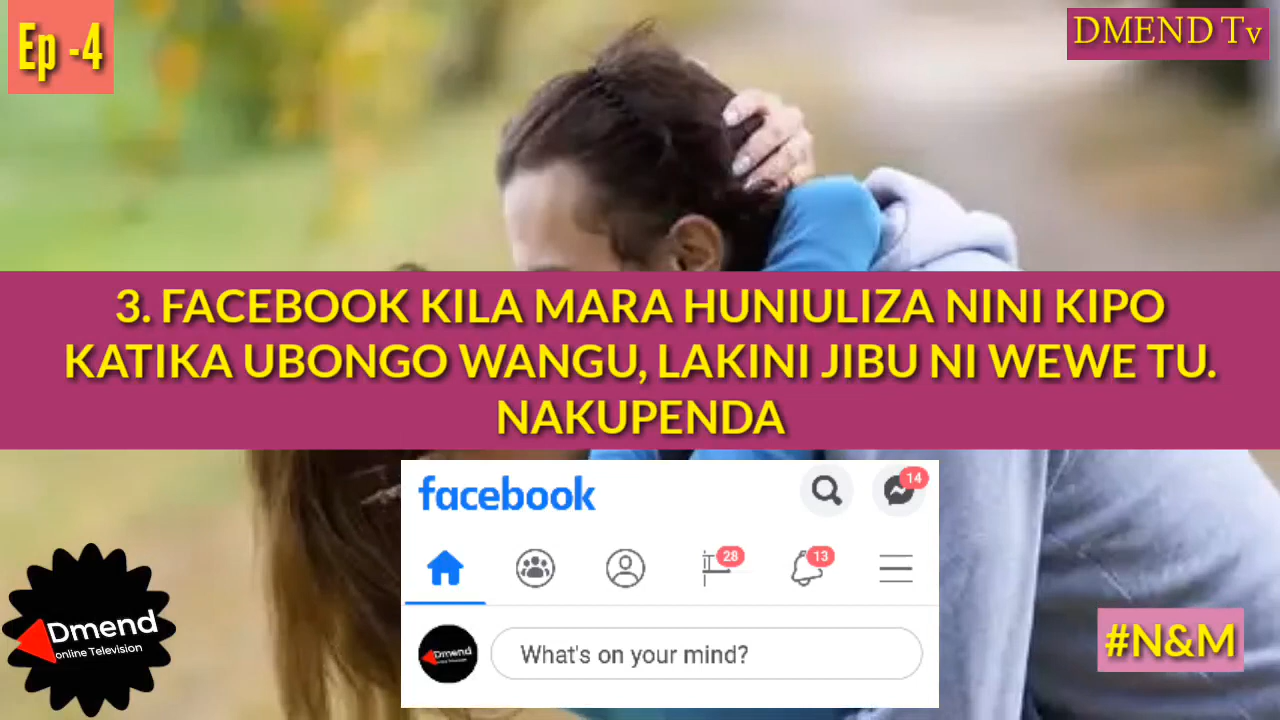 Ep -4
DMEND Tv
3. FACEBOOK KILA MARA HUNIULIZA NINI KIPO
KATIKA UBONGO WANGU, LAKINI JIBU NI WEWE TU.
NAKUPENDA
facebook
14
28
13
Dmend
online Television
What's on your mind?
Dmend
#N&M